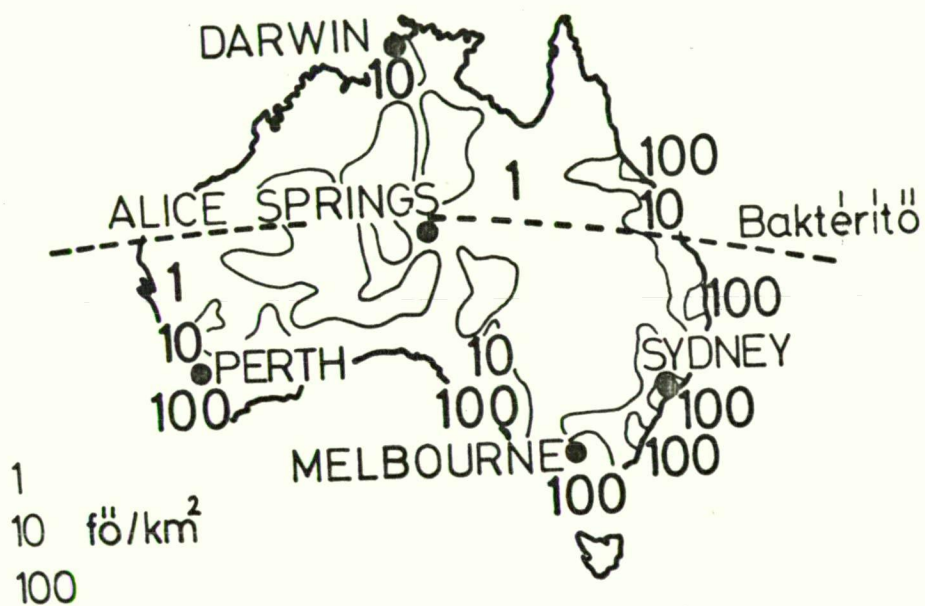 DARWIN
10
100
1
ALICE SPRINGS
10
Baktérítő
1
100
10
PERTH
10
SYDNEY
100
100
100
MELBOURNE
100
100
1
10 fő/km²
100